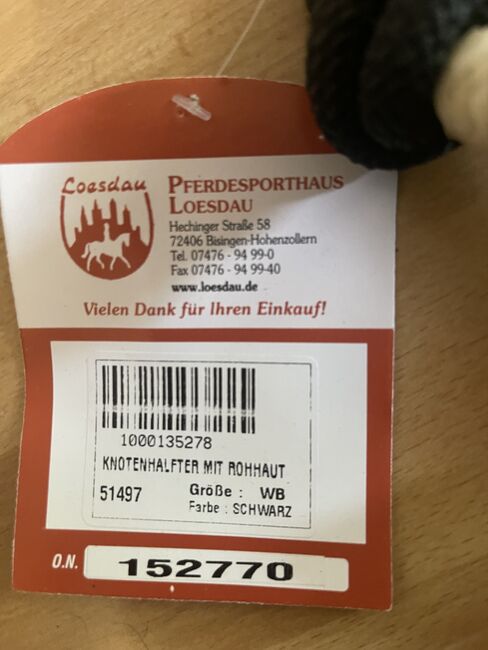 Loesdau
PFERDESPORTHAUS
LOESDAU
Hechinger Straße 58
72406 Bisingen-Hohenzollern
Tel. 07476 - 94 99-0
Fax 07476 - 94 99-40
www.loesdau.de
Vielen Dank für Ihren Einkauf!
1000135278
KNOTENHALFTER MIT ROHHAUT
51497 Größe : WB
Farbe : SCHWARZ
O.N. 152770